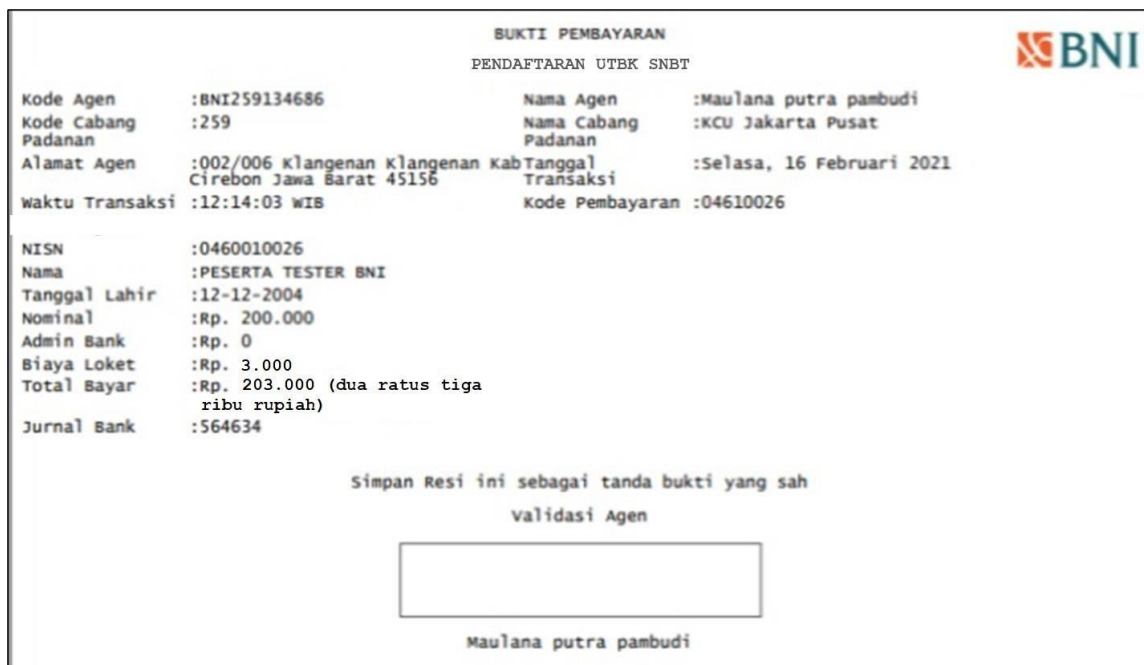 BUKTI PEMBAYARAN
BNI
PENDAFTARAN UTBK SNBT
Kode Agen :BNI259134686 Nama Agen :Maulana putra pambudi
Kode Cabang Padanan :259 Nama Cabang Padanan :KCU Jakarta Pusat
Alamat Agen :002/006 Klangenan Klangenan Kab Cirebon Jawa Barat 45156 Tanggal Transaksi :Selasa, 16 Februari 2021
Waktu Transaksi :12:14:03 WIB Kode Pembayaran :04610026
NISN :0460010026
Nama :PESERTA TESTER BNI
Tanggal Lahir :12-12-2004
Nominal :Rp. 200.000
Admin Bank :Rp. 0
Biaya Loket :Rp. 3.000
Total Bayar :Rp. 203.000 (dua ratus tiga
ribu rupiah)
Jurnal Bank :564634
Simpan Resi ini sebagai tanda bukti yang sah
Validasi Agen
Maulana putra pambudi